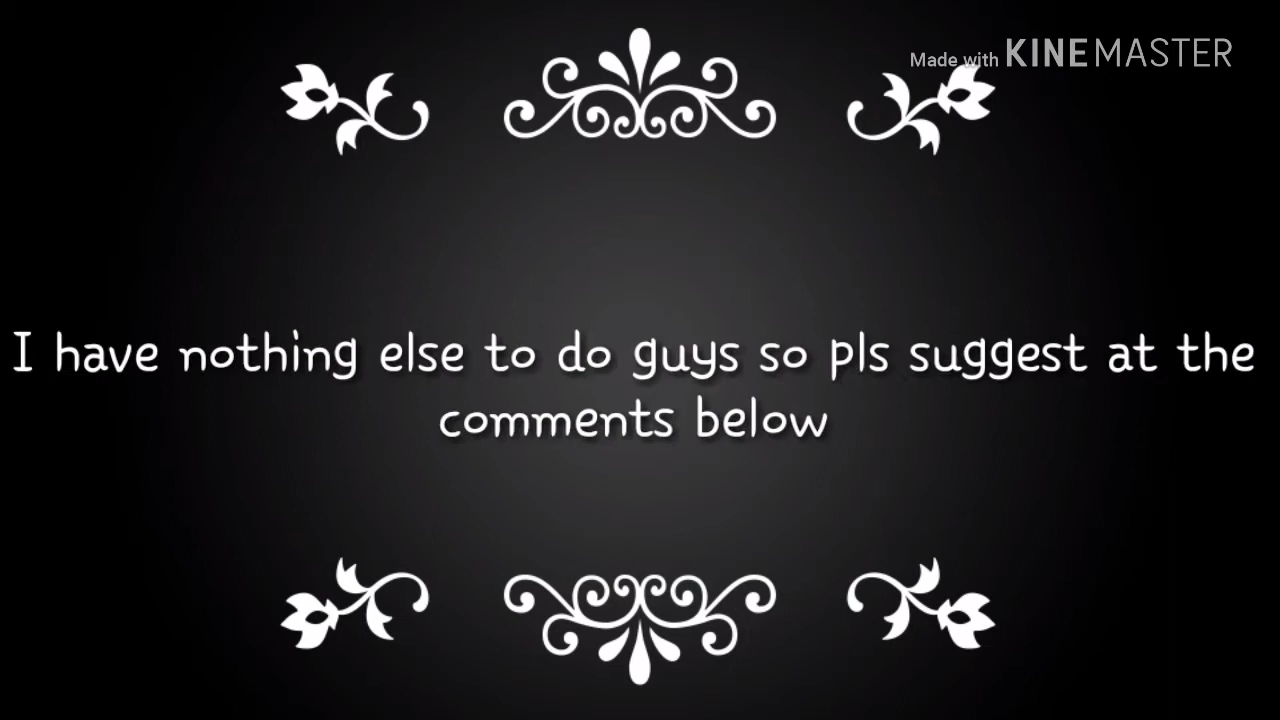 Made with KINEMASTER
I have nothing else to do guys so pls suggest at the
comments below